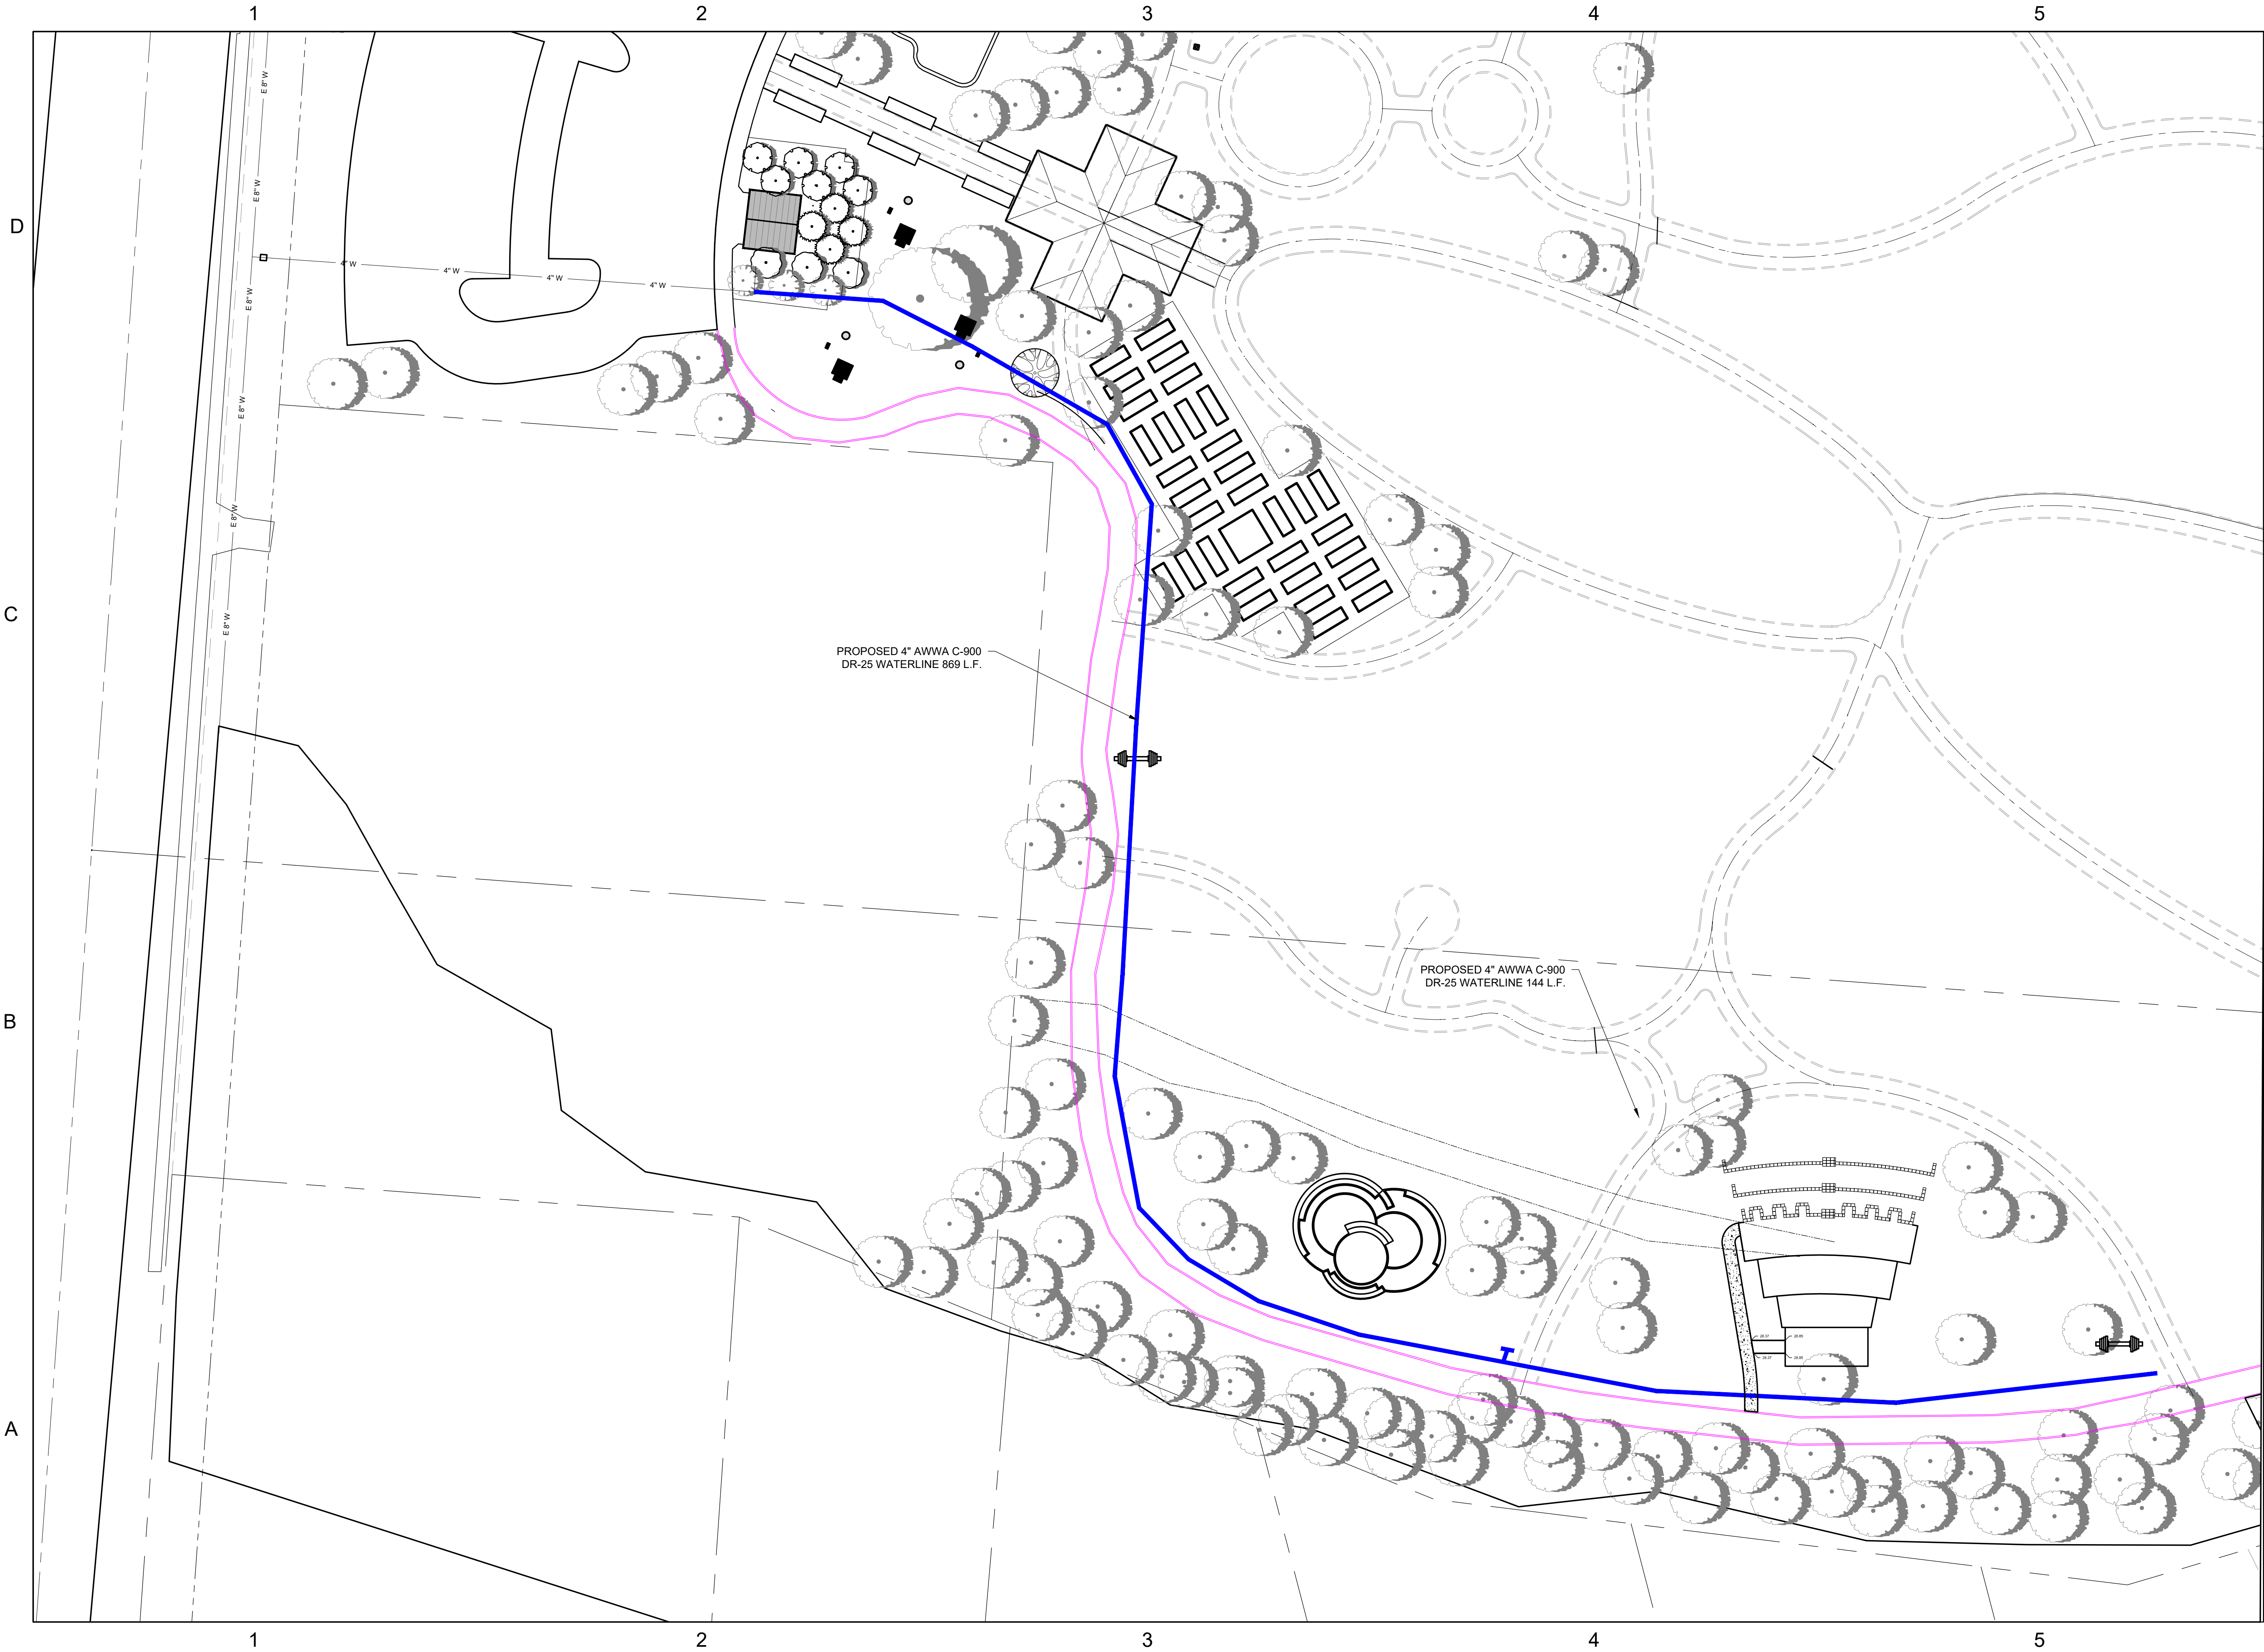 1 2 3 4 5
E 8" W
E 8" W
D
4" W 4" W 4" W 4" W
E 8" W
E 8" W
E 8" W
C
E 8" W
PROPOSED 4" AWWA C-900
DR-25 WATERLINE 869 L.F.
PROPOSED 4" AWWA C-900
DR-25 WATERLINE 144 L.F.
B
A
1 2 3 4 5